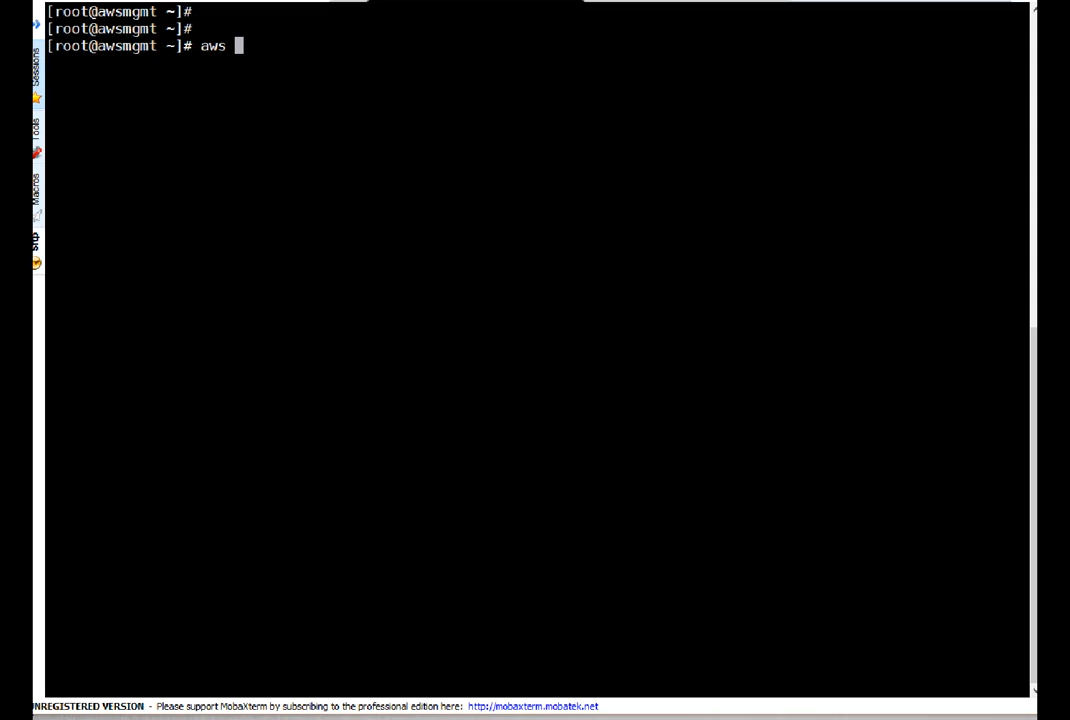 [root@awsmgmt ~]#
[root@awsmgmt ~]#
[root@awsmgmt ~]# aws
Sessions
Tools
Macros
Sftp
UNREGISTERED VERSION - Please support MobaXterm by subscribing to the professional edition here: http://mobaxterm.mobatek.net